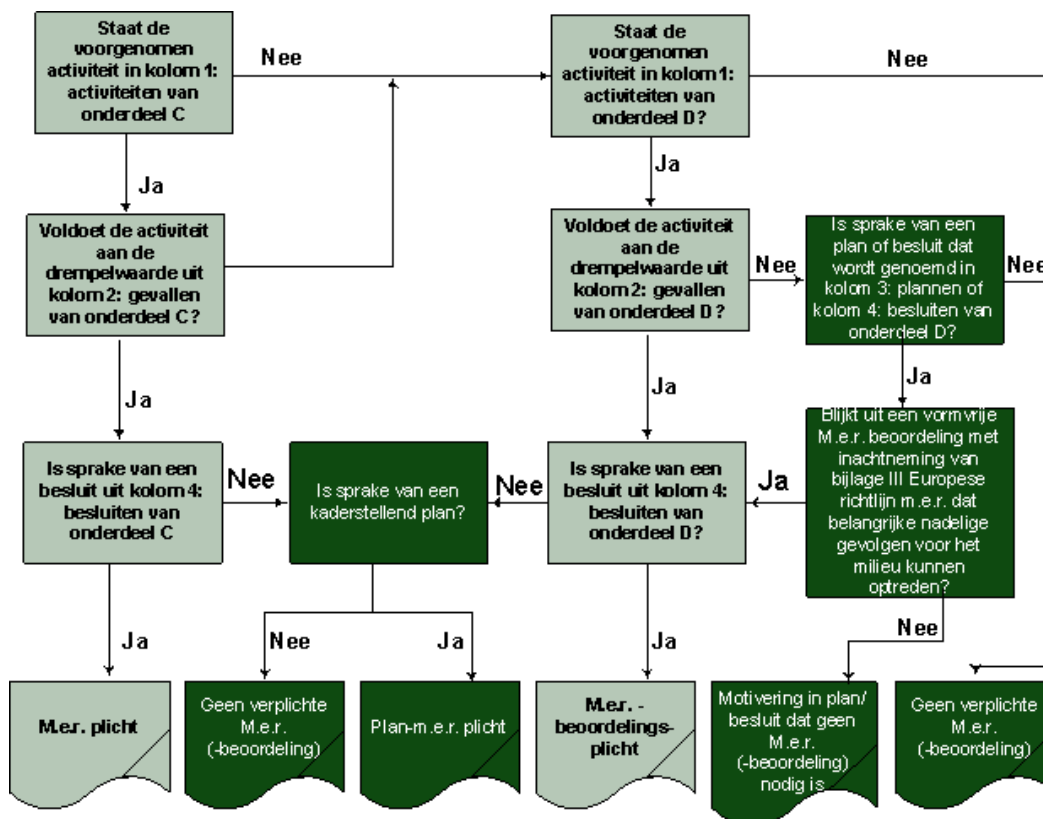 Staat de
voorgenomen
activiteit in kolom 1:
activiteiten van
onderdeel C
Nee
Staat de
voorgenomen
activiteit in kolom 1:
activiteiten van
onderdeel D?
Nee
Ja
Ja
Voldoet de activiteit
aan de
drempelwaarde uit
kolom 2: gevallen
van onderdeel C?
Voldoet de activiteit
aan de
drempelwaarde uit
kolom 2: gevallen
van onderdeel D?
Nee
Is sprake van een
plan of besluit dat
wordt genoemd in
kolom 3: plannen of
kolom 4: besluiten van
onderdeel D?
Nee
Ja
Ja
Ja
Is sprake van een
besluit uit kolom 4:
besluiten van
onderdeel C
Nee
Is sprake van een
kaderstellend plan?
Nee
Is sprake van een
besluit uit kolom 4:
besluiten van
onderdeel D?
Ja
Blijkt uit een vormvrije
M.e.r. beoordeling met
inachtneming van
bijlage III Europese
richtlijn m.e.r. dat
belangrijke nadelige
gevolgen voor het
milieu kunnen
optreden?
Ja
Nee
Ja
Ja
Nee
M.e.r. plicht
Geen verplichte
M.e.r.
(-beoordeling)
Plan-m.e.r. plicht
M.e.r. -
beoordelings-
plicht
Motivering in plan/
besluit dat geen
M.e.r.
(-beoordeling)
nodig is
Geen verplichte
M.e.r.
(-beoordeling)